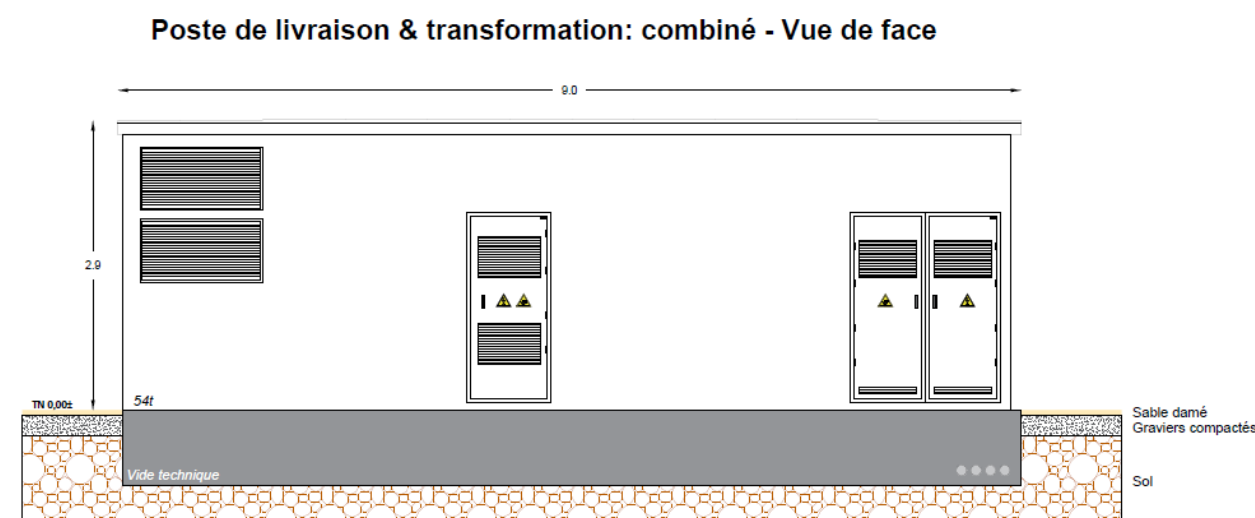 Poste de livraison & transformation: combiné - Vue de face
9.0
2.9
TN 0,00±
54t
Sable damé
Graviers compactés
Vide technique
Sol